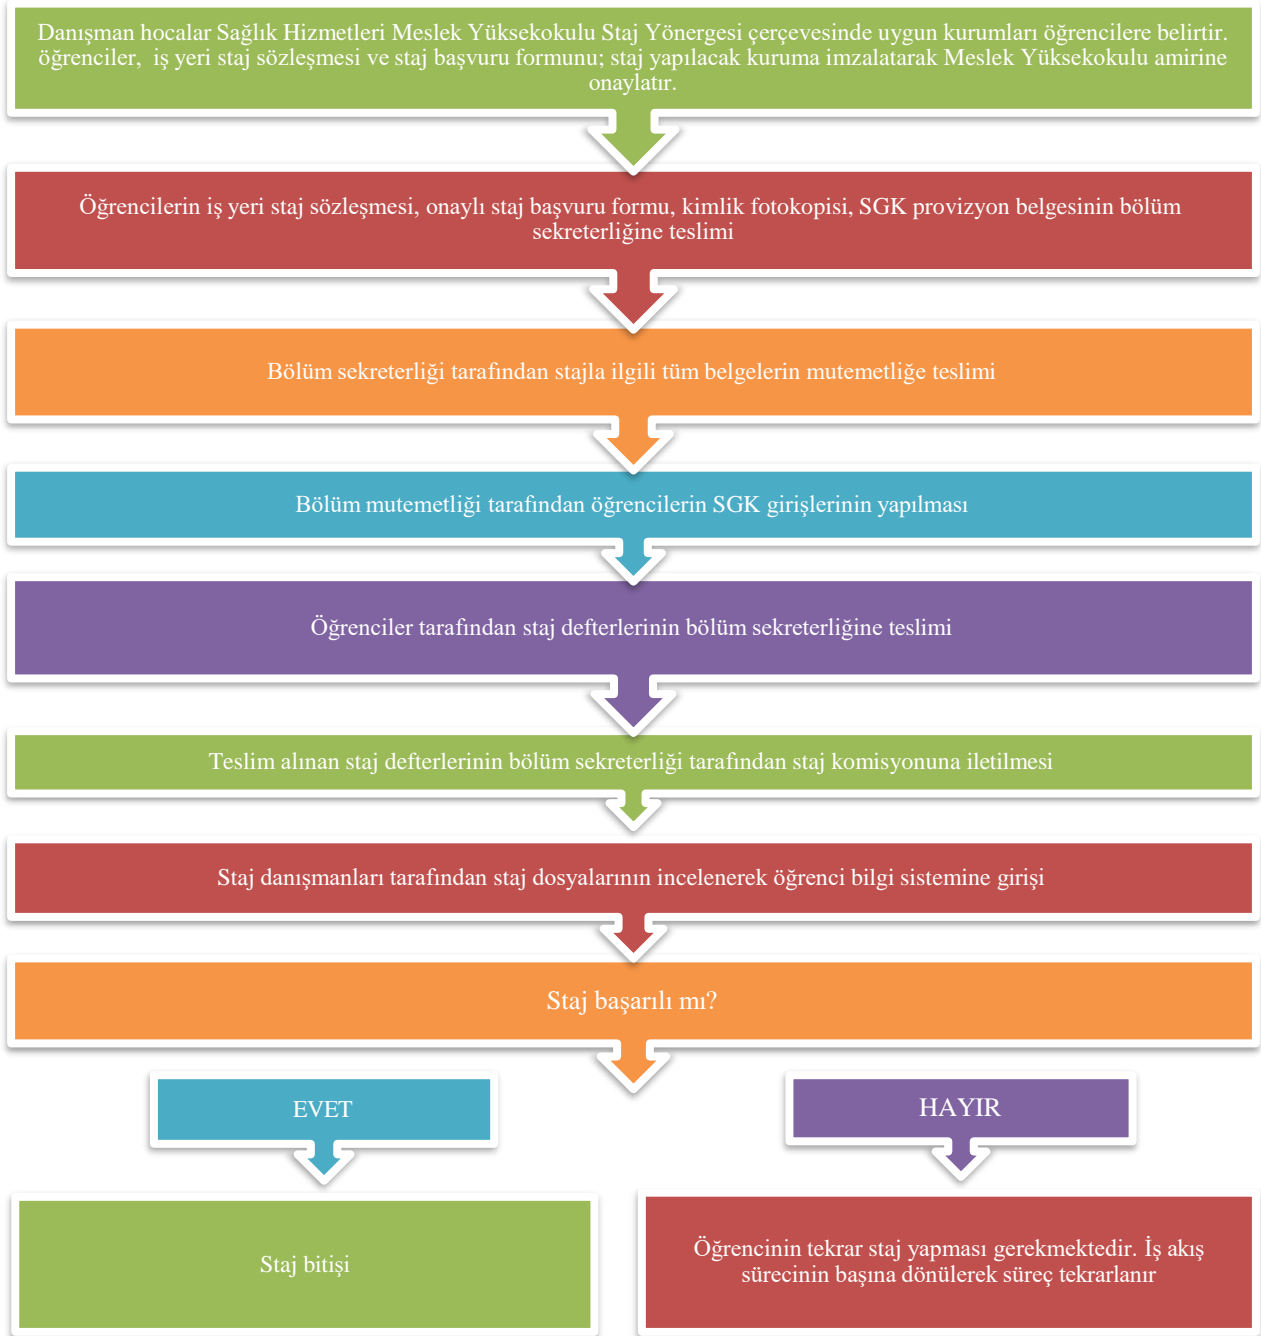 Danışman hocalar Sağlık Hizmetleri Meslek Yüksekokulu Staj Yönergesi çerçevesinde uygun kurumları öğrencilere belirtir.
öğrenciler, iş yeri staj sözleşmesi ve staj başvuru formunu; staj yapılacak kuruma imzalatarak Meslek Yüksekokulu amirine
onaylatır.
Öğrencilerin iş yeri staj sözleşmesi, onaylı staj başvuru formu, kimlik fotokopisi, SGK provizyon belgesinin bölüm
sekreterliğine teslimi
Bölüm sekreterliği tarafından stajla ilgili tüm belgelerin mutemetliğe teslimi
Bölüm mutemetliği tarafından öğrencilerin SGK girişlerinin yapılması
Öğrenciler tarafından staj defterlerinin bölüm sekreterliğine teslimi
Teslim alınan staj defterlerinin bölüm sekreterliği tarafından staj komisyonuna iletilmesi
Staj danışmanları tarafından staj dosyalarının incelenerek öğrenci bilgi sistemine girişi
Staj başarılı mı?
EVET
HAYIR
Staj bitişi
Öğrencinin tekrar staj yapması gerekmektedir. İş akış
sürecinin başına dönülerek süreç tekrarlanır